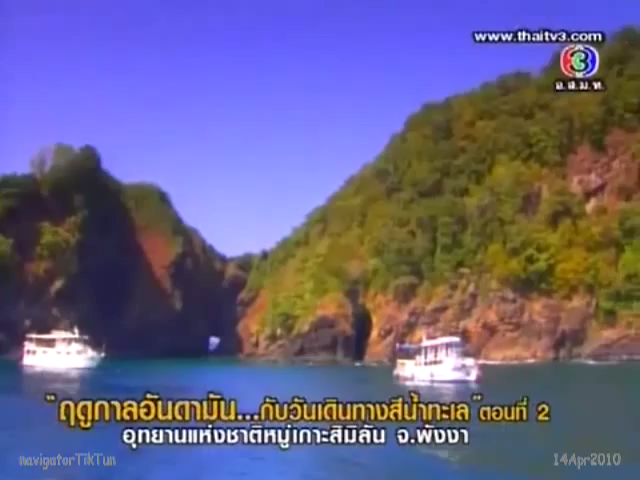 www.thaitv3.com
3
อ.ส.ม.ท.
"ฤดูกาลอันดามัน...กับวันเดินทางสีน้ำทะเล" ตอนที่ 2
อุทยานแห่งชาติหมู่เกาะสิมิลัน จ.พังงา
navigatorTikTun
14Apr2010